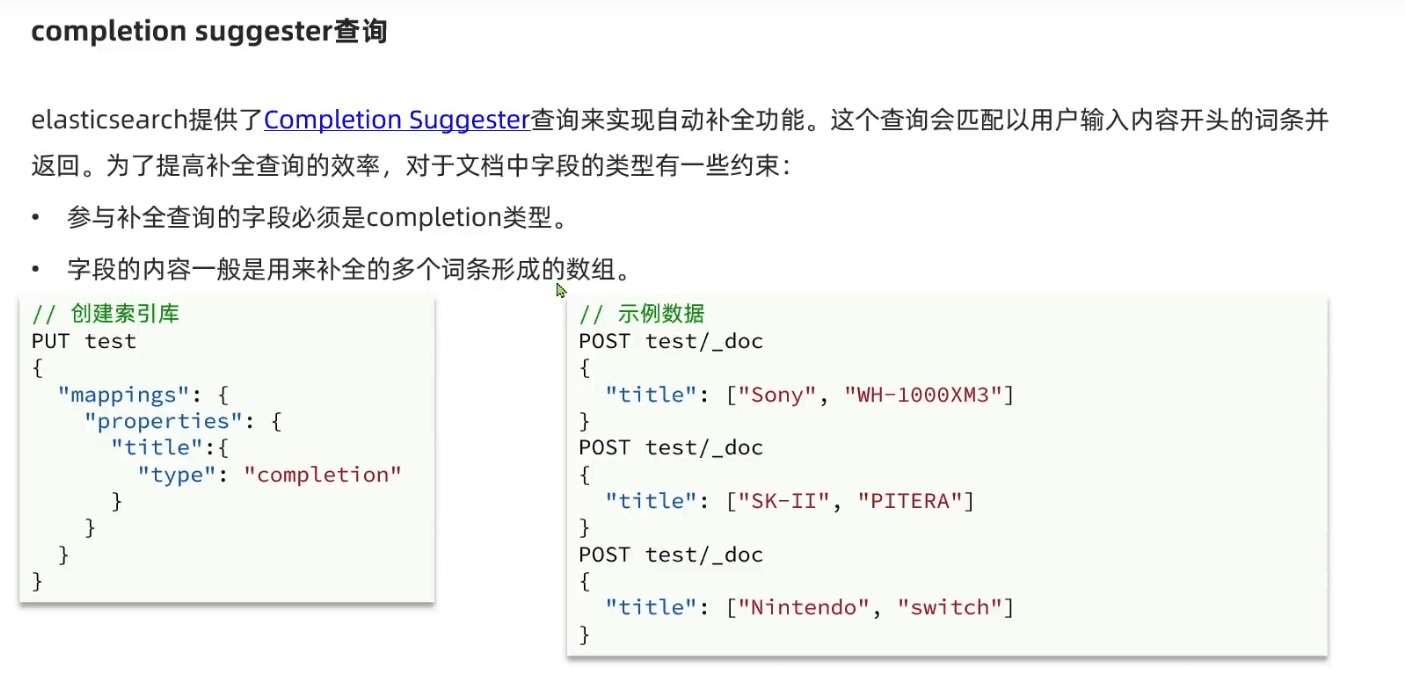 completion suggester查询
elasticsearch提供了Completion Suggester查询来实现自动补全功能。这个查询会匹配以用户输入内容开头的词条并
返回。为了提高补全查询的效率，对于文档中字段的类型有一些约束：
• 参与补全查询的字段必须是completion类型。
• 字段的内容一般是用来补全的多个词条形成的数组。
// 创建索引库
PUT test
{
  "mappings": {
    "properties": {
      "title":{
        "type": "completion"
      }
    }
  }
}
// 示例数据
POST test/_doc
{
  "title": ["Sony", "WH-1000XM3"]
}
POST test/_doc
{
  "title": ["SK-II", "PITERA"]
}
POST test/_doc
{
  "title": ["Nintendo", "switch"]
}